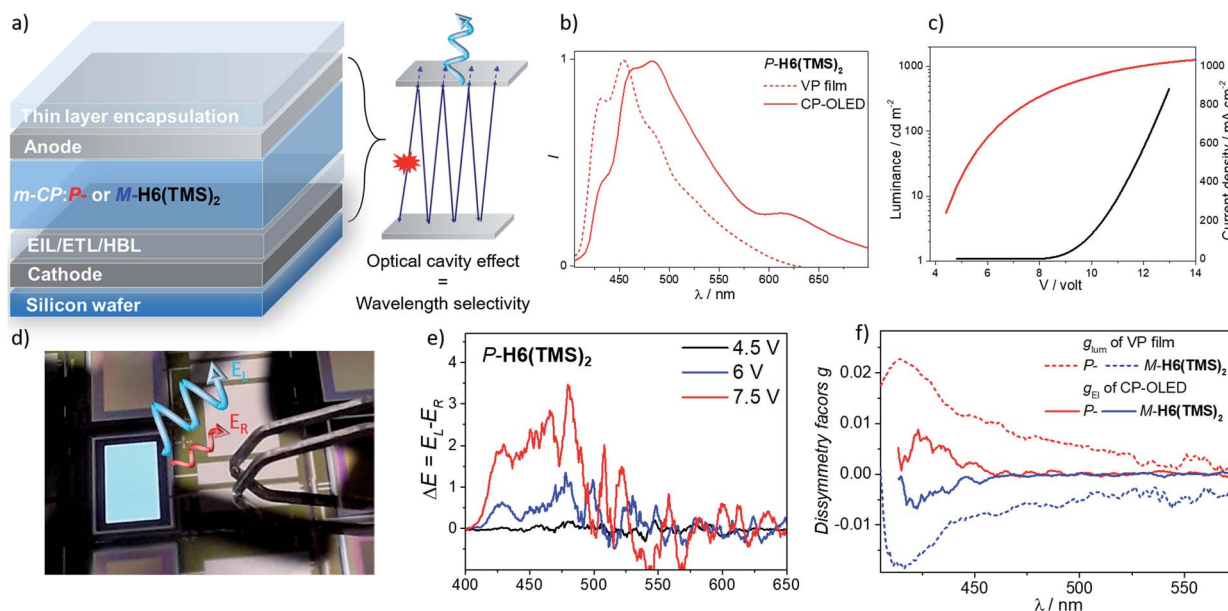 a)
Thin layer encapsulation
Anode
m-CP:P- or M-H6(TMS)2
EIL/ETL/HBL
Cathode
Silicon wafer
Optical cavity effect
=
Wavelength selectivity
b)
1
I
0
P-H6(TMS)2
VP film
CP-OLED
450 500 550 600 650
λ / nm
c)
Luminance / cd m-2
1000
100
10
1
1000
800
600
400
200
0
Current density / mA cm-2
4 6 8 10 12 14
V / volt
d)
EL
ER
e)
P-H6(TMS)2
4.5 V
6 V
7.5 V
ΔE = EL-ER
4
3
2
1
0
400 450 500 550 600 650
f)
glum of VP film
P- M-H6(TMS)2
gEl of CP-OLED
P- M-H6(TMS)2
Dissymmetry facors g
0.02
0.01
0.00
-0.01
450 500 550
λ / nm